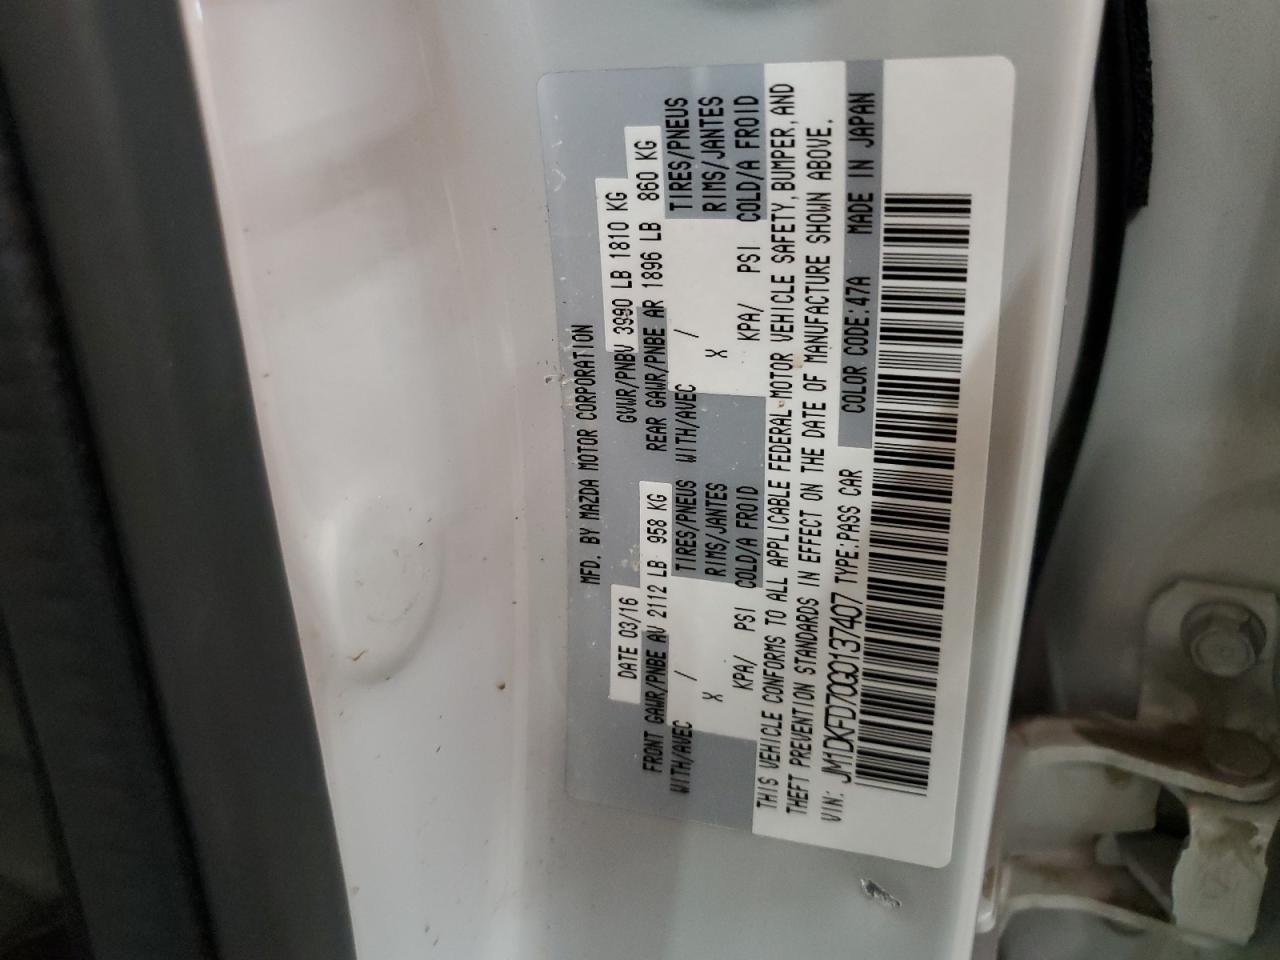 MFD. BY MAZDA MOTOR CORPORATION
DATE 03/16 GVWR/PNBV 3990 LB 1810 KG
FRONT GAWR/PNBE AV 2112 LB 958 KG REAR GAWR/PNBE AR 1896 LB 860 KG
WITH/AVEC / TIRES/PNEUS WITH/AVEC / TIRES/PNEUS
X RIMS/JANTES X RIMS/JANTES
KPA/ PSI COLD/A FROID KPA/ PSI COLD/A FROID
THIS VEHICLE CONFORMS TO ALL APPLICABLE FEDERAL MOTOR VEHICLE SAFETY, BUMPER, AND
THEFT PREVENTION STANDARDS IN EFFECT ON THE DATE OF MANUFACTURE SHOWN ABOVE.
VIN: JM1DKFD70G0137407 TYPE:PASS CAR COLOR CODE:47A MADE IN JAPAN